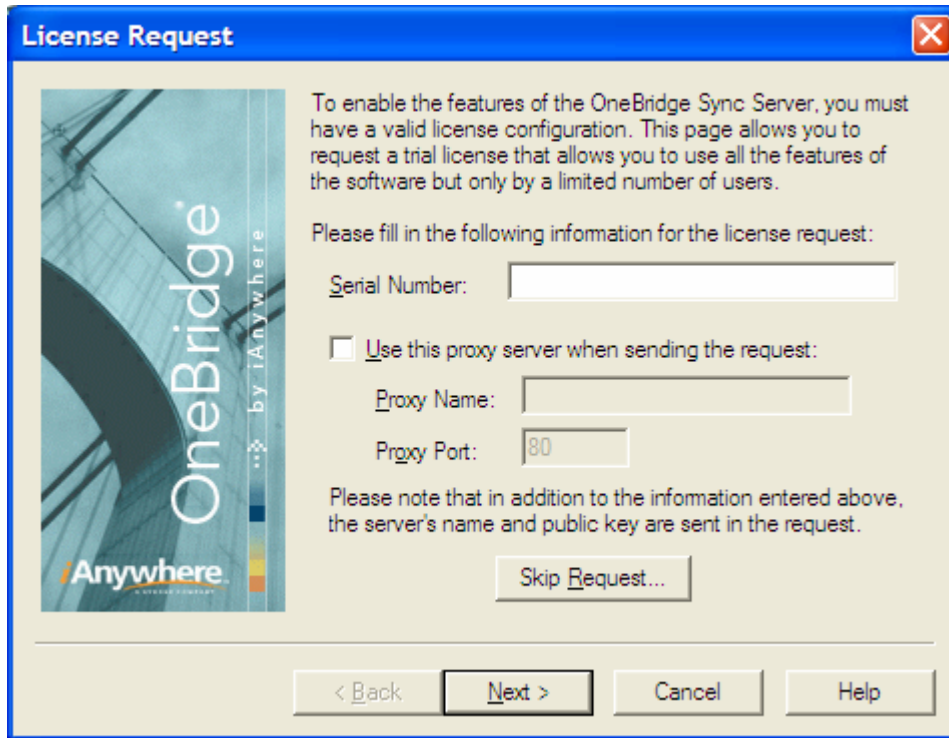 License Request
To enable the features of the OneBridge Sync Server, you must
have a valid license configuration. This page allows you to
request a trial license that allows you to use all the features of
the software but only by a limited number of users.
Please fill in the following information for the license request:
Serial Number:
Use this proxy server when sending the request:
Proxy Name:
Proxy Port: 80
Please note that in addition to the information entered above,
the server's name and public key are sent in the request.
Skip Request...
< Back Next > Cancel Help
OneBridge
by iAnywhere
iAnywhere
A SYBASE COMPANY